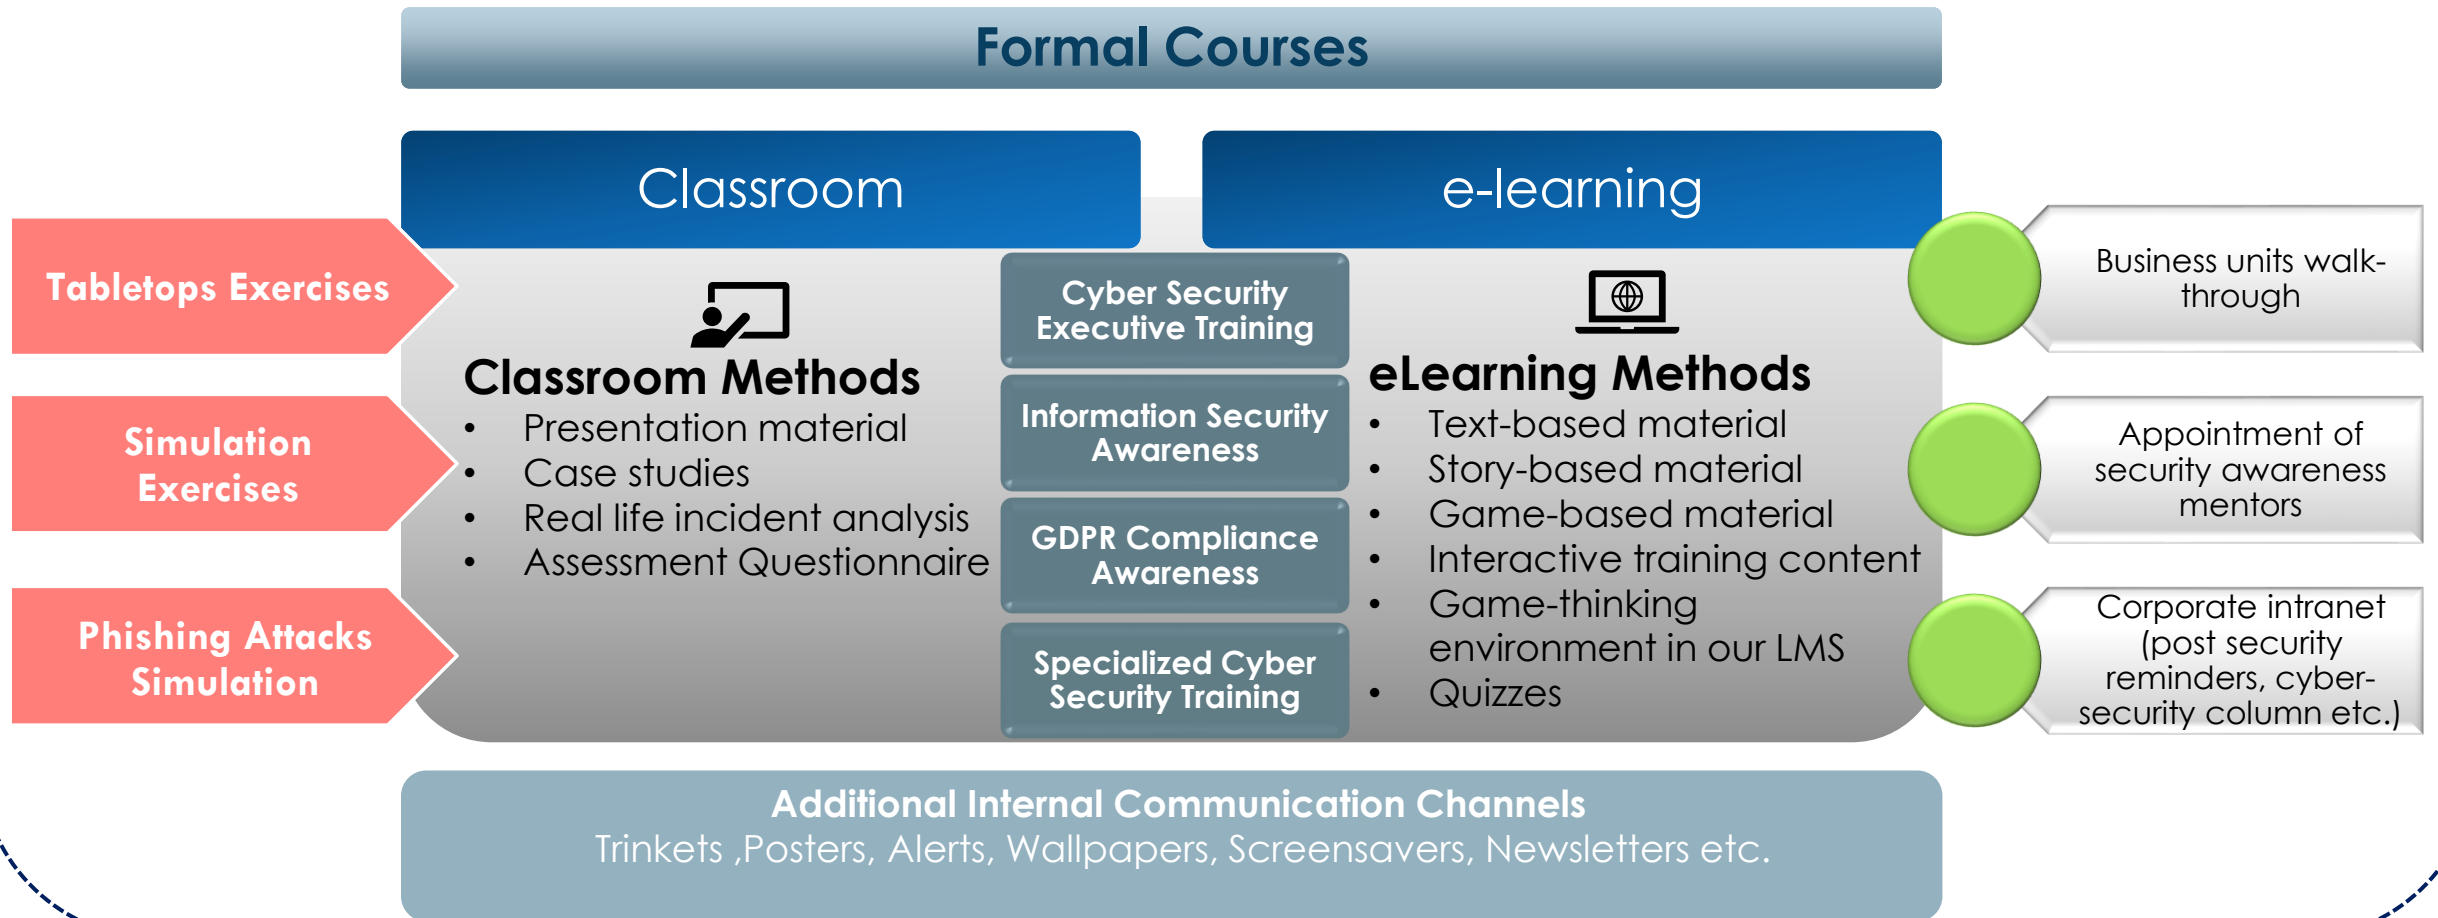 Formal Courses
Classroom
e-learning
Tabletops Exercises
Simulation
Exercises
Phishing Attacks
Simulation
Classroom Methods
• Presentation material
• Case studies
• Real life incident analysis
• Assessment Questionnaire
Cyber Security
Executive Training
Information Security
Awareness
GDPR Compliance
Awareness
Specialized Cyber
Security Training
eLearning Methods
• Text-based material
• Story-based material
• Game-based material
• Interactive training content
• Game-thinking
environment in our LMS
• Quizzes
Business units walk-
through
Appointment of
security awareness
mentors
Corporate intranet
(post security
reminders, cyber-
security column etc.)
Additional Internal Communication Channels
Trinkets ,Posters, Alerts, Wallpapers, Screensavers, Newsletters etc.